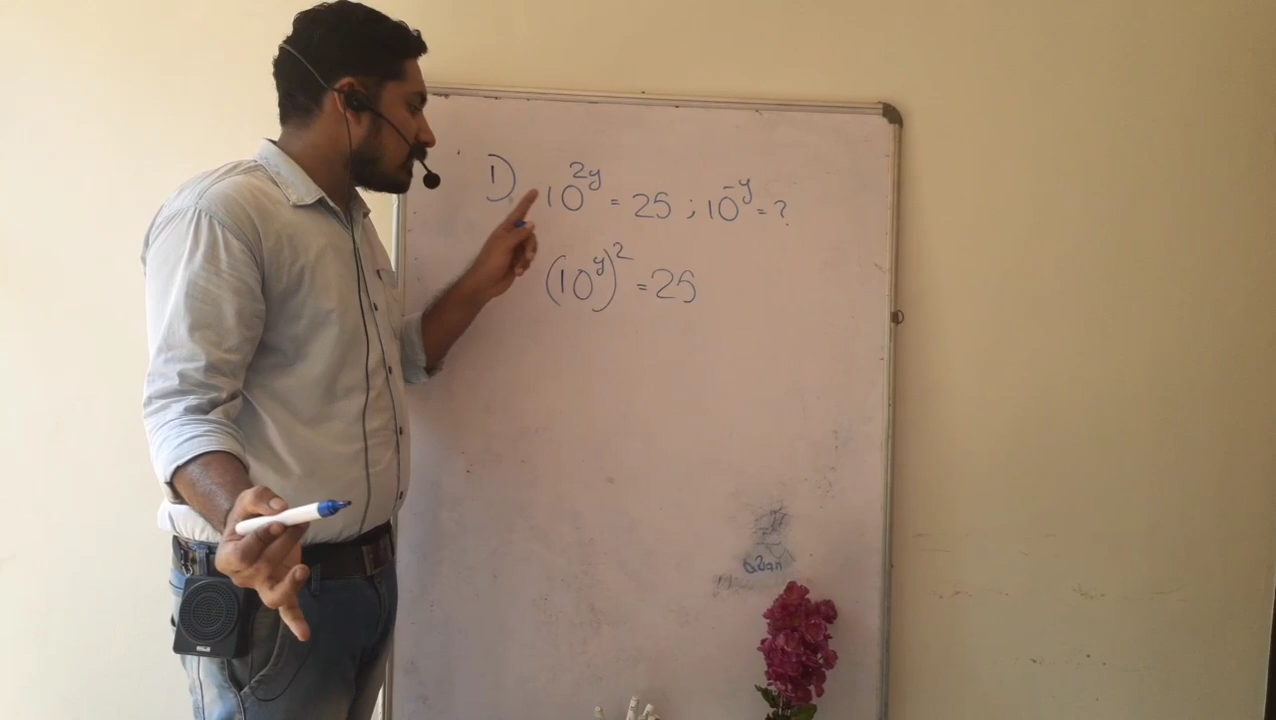 1) 10^{2y} = 25 ; 10^{-y} = ?
(10^y)^2 = 25